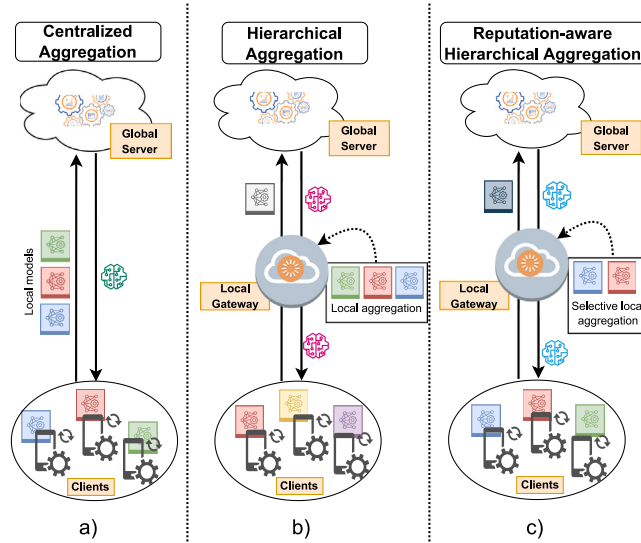 Centralized
Aggregation
Global
Server
Local models
Clients
a)
Hierarchical
Aggregation
Global
Server
Local
Gateway
Local aggregation
Clients
b)
Reputation-aware
Hierarchical Aggregation
Global
Server
Local
Gateway
Selective local
aggregation
Clients
c)